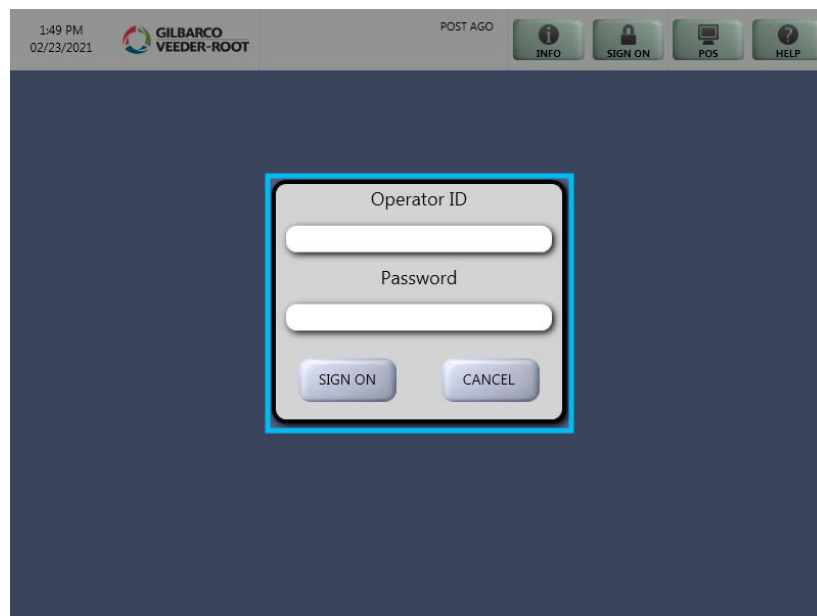 1:49 PM
02/23/2021
GILBARCO
VEEDER-ROOT
POST AGO
INFO
SIGN ON
POS
HELP
Operator ID
Password
SIGN ON
CANCEL